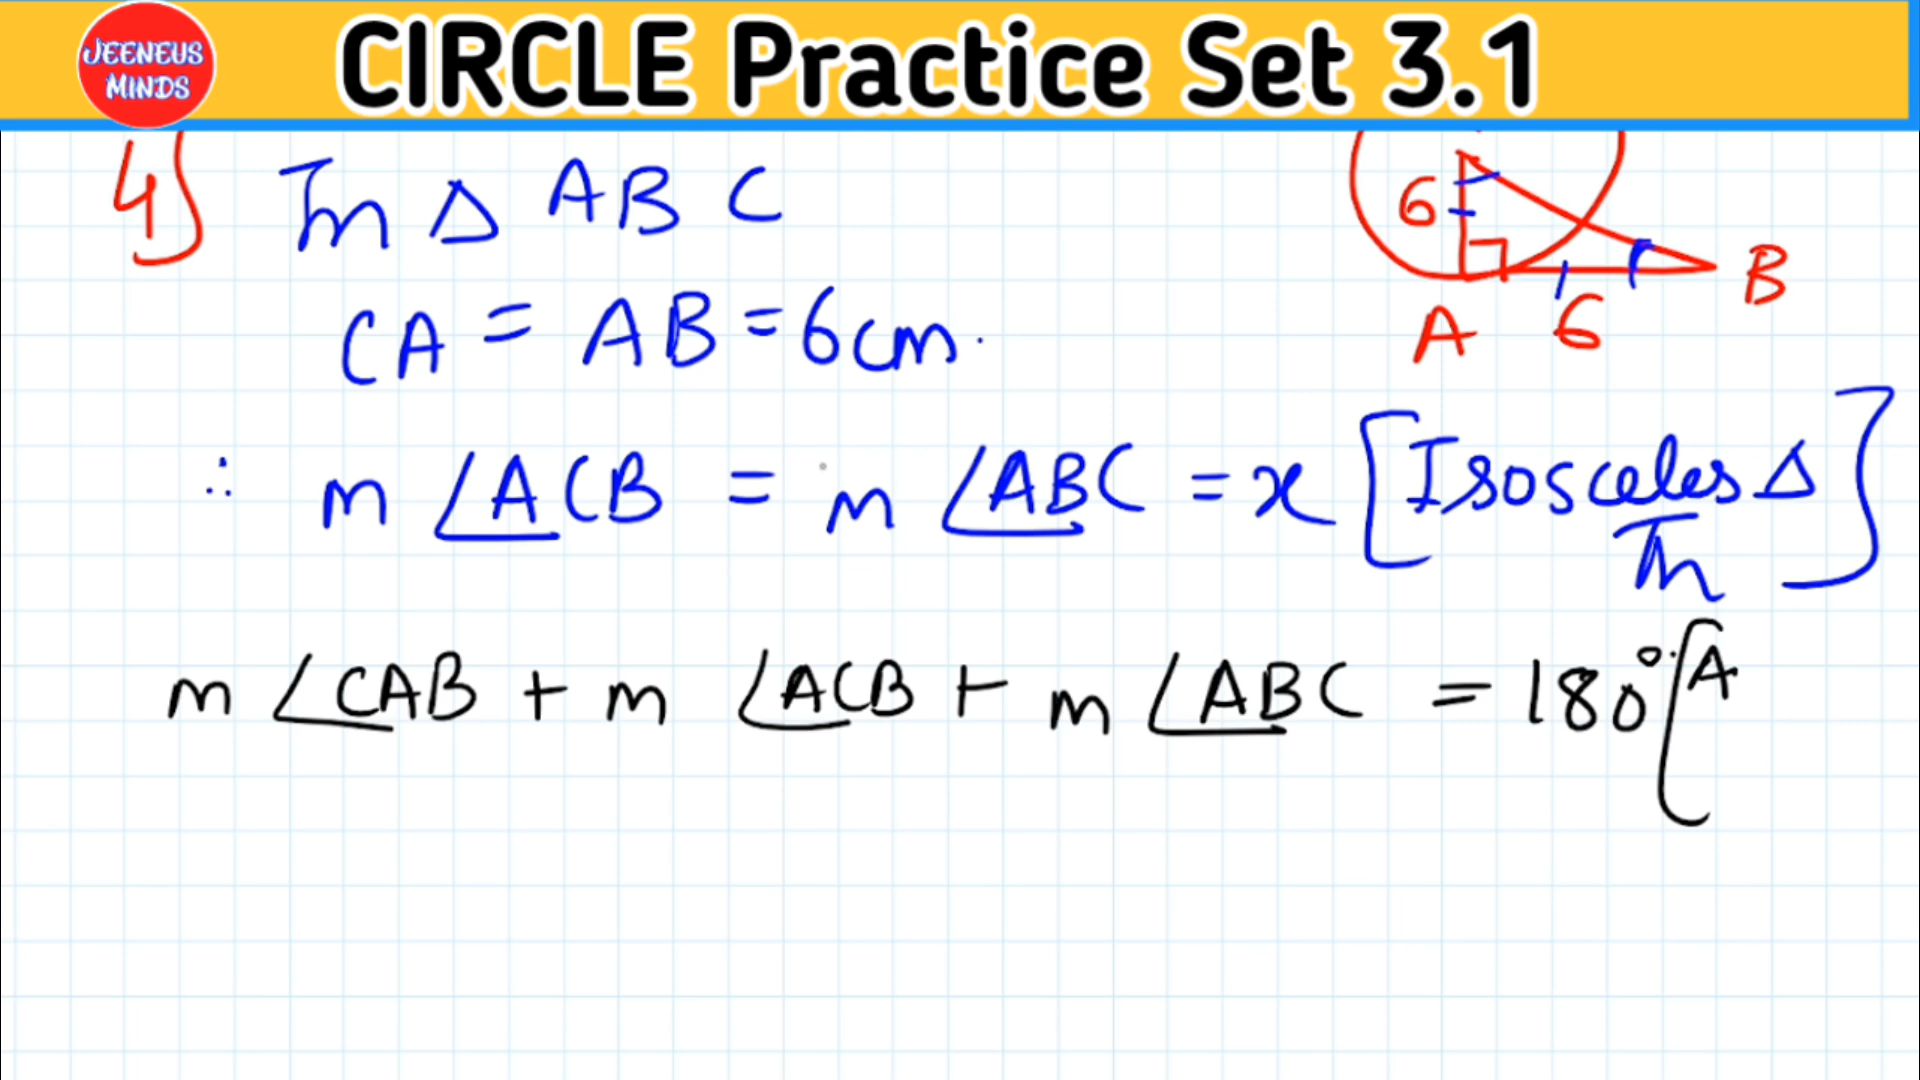 JEENEUS
MINDS
CIRCLE Practice Set 3.1
4) In Δ ABC
6
B
A 6
CA = AB = 6cm.
∴ m ∠ACB = m ∠ABC = x [Isosceles Δ
Th]
m ∠CAB + m ∠ACB + m ∠ABC = 180° [A